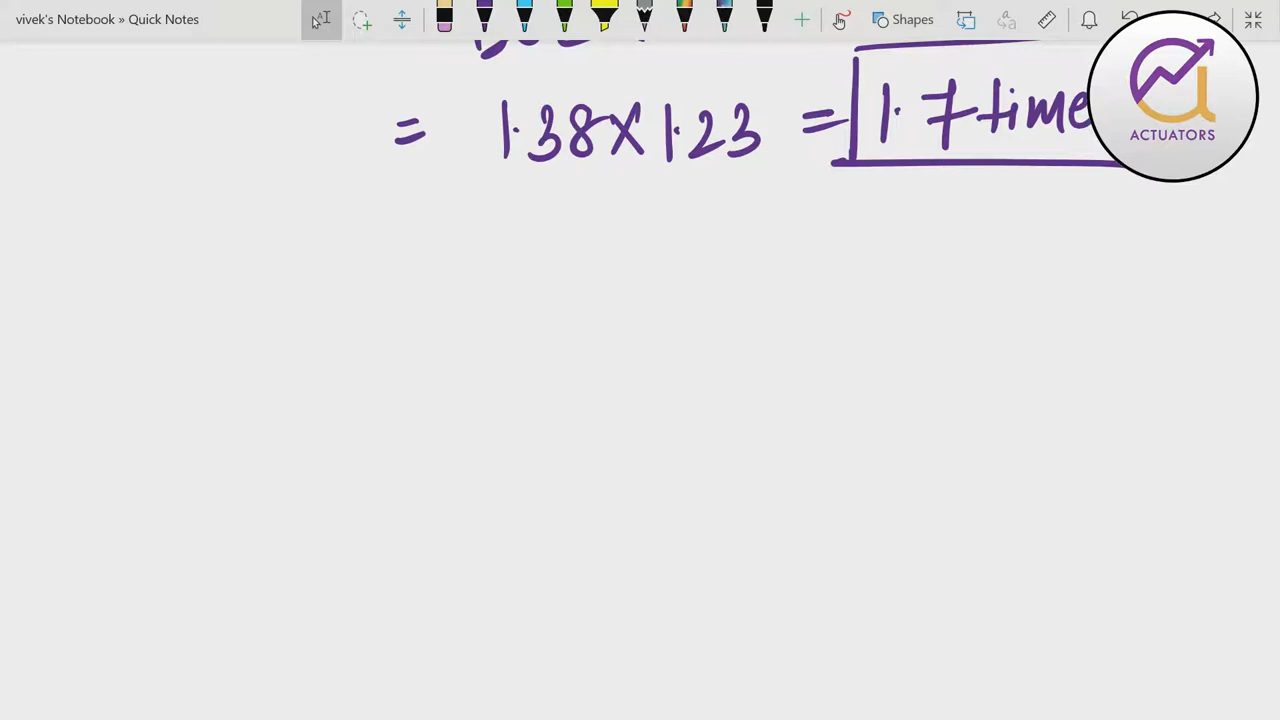 vivek's Notebook » Quick Notes
Shapes
= 1.38 × 1.23 = 1.7 time
ACTUATORS